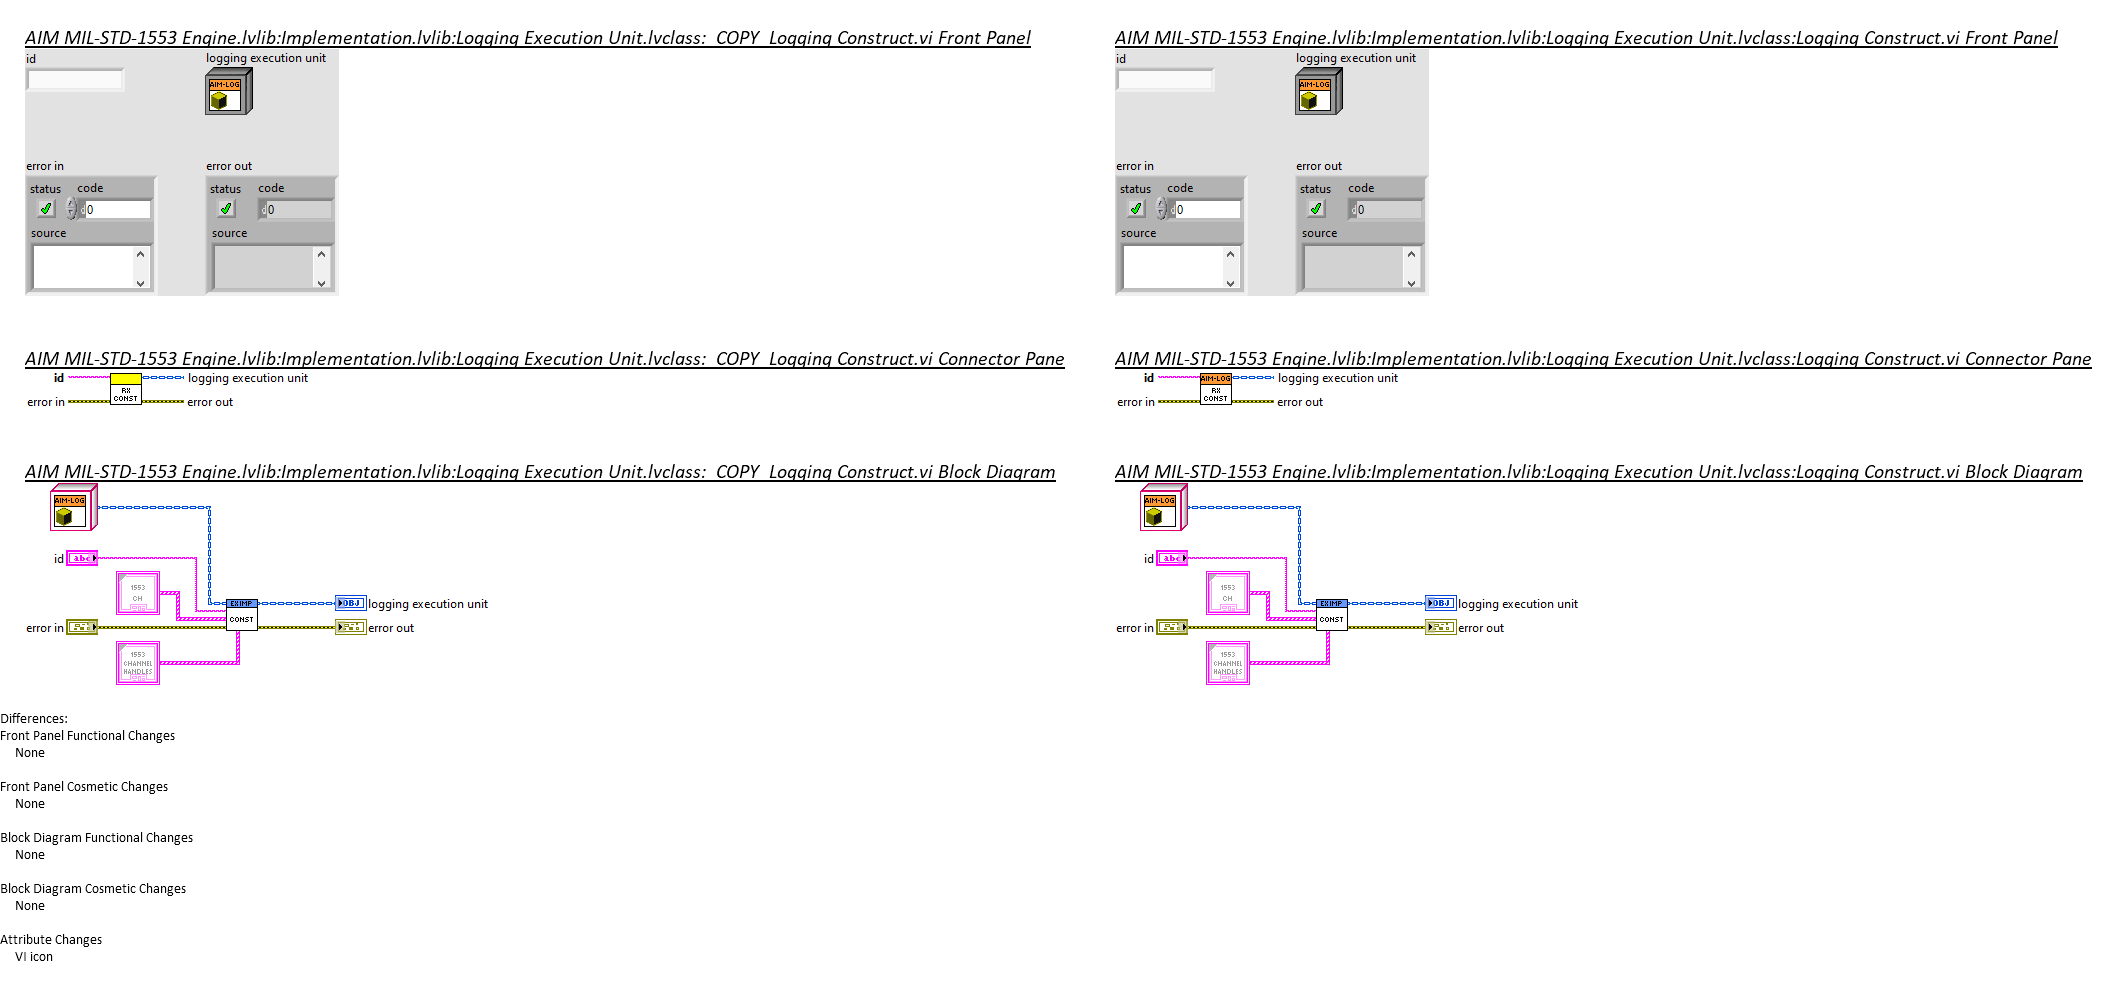 AIM MIL-STD-1553 Engine.lvlib:Implementation.lvlib:Logging Execution Unit.lvclass:_COPY_Logging Construct.vi Front Panel
id
logging execution unit
AIM-LOG
error in
error out
status code
status code
d0
d0
source
source
AIM MIL-STD-1553 Engine.lvlib:Implementation.lvlib:Logging Execution Unit.lvclass:_COPY_Logging Construct.vi Connector Pane
id
logging execution unit
RX
CONST
error in
error out
AIM MIL-STD-1553 Engine.lvlib:Implementation.lvlib:Logging Execution Unit.lvclass:_COPY_Logging Construct.vi Block Diagram
AIM-LOG
id
abc
1553
CH
EXIMP
CONST
OBJ
logging execution unit
error in
error out
1553
CHANNEL
HANDLES
Differences:
Front Panel Functional Changes
None
Front Panel Cosmetic Changes
None
Block Diagram Functional Changes
None
Block Diagram Cosmetic Changes
None
Attribute Changes
VI icon
AIM MIL-STD-1553 Engine.lvlib:Implementation.lvlib:Logging Execution Unit.lvclass:Logging Construct.vi Front Panel
id
logging execution unit
AIM-LOG
error in
error out
status code
status code
d0
d0
source
source
AIM MIL-STD-1553 Engine.lvlib:Implementation.lvlib:Logging Execution Unit.lvclass:Logging Construct.vi Connector Pane
id
AIM-LOG
logging execution unit
RX
CONST
error in
error out
AIM MIL-STD-1553 Engine.lvlib:Implementation.lvlib:Logging Execution Unit.lvclass:Logging Construct.vi Block Diagram
AIM-LOG
id
abc
1553
CH
EXIMP
CONST
OBJ
logging execution unit
error in
error out
1553
CHANNEL
HANDLES